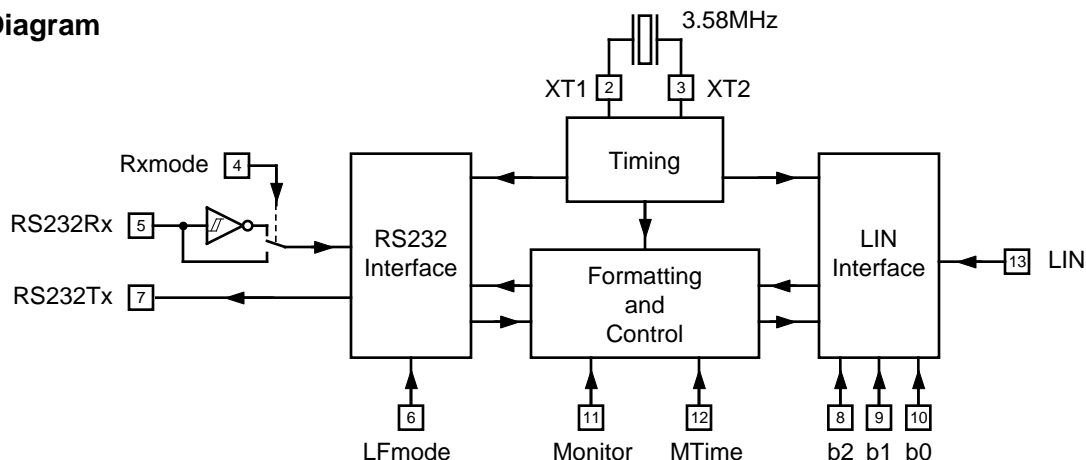 Diagram
3.58MHz
XT1 2 3 XT2
Timing
Rxmode 4
RS232Rx 5
RS232
Interface
LIN
Interface
13 LIN
Formatting
and
Control
RS232Tx 7
6 11 12 8 9 10
LFmode Monitor MTime b2 b1 b0